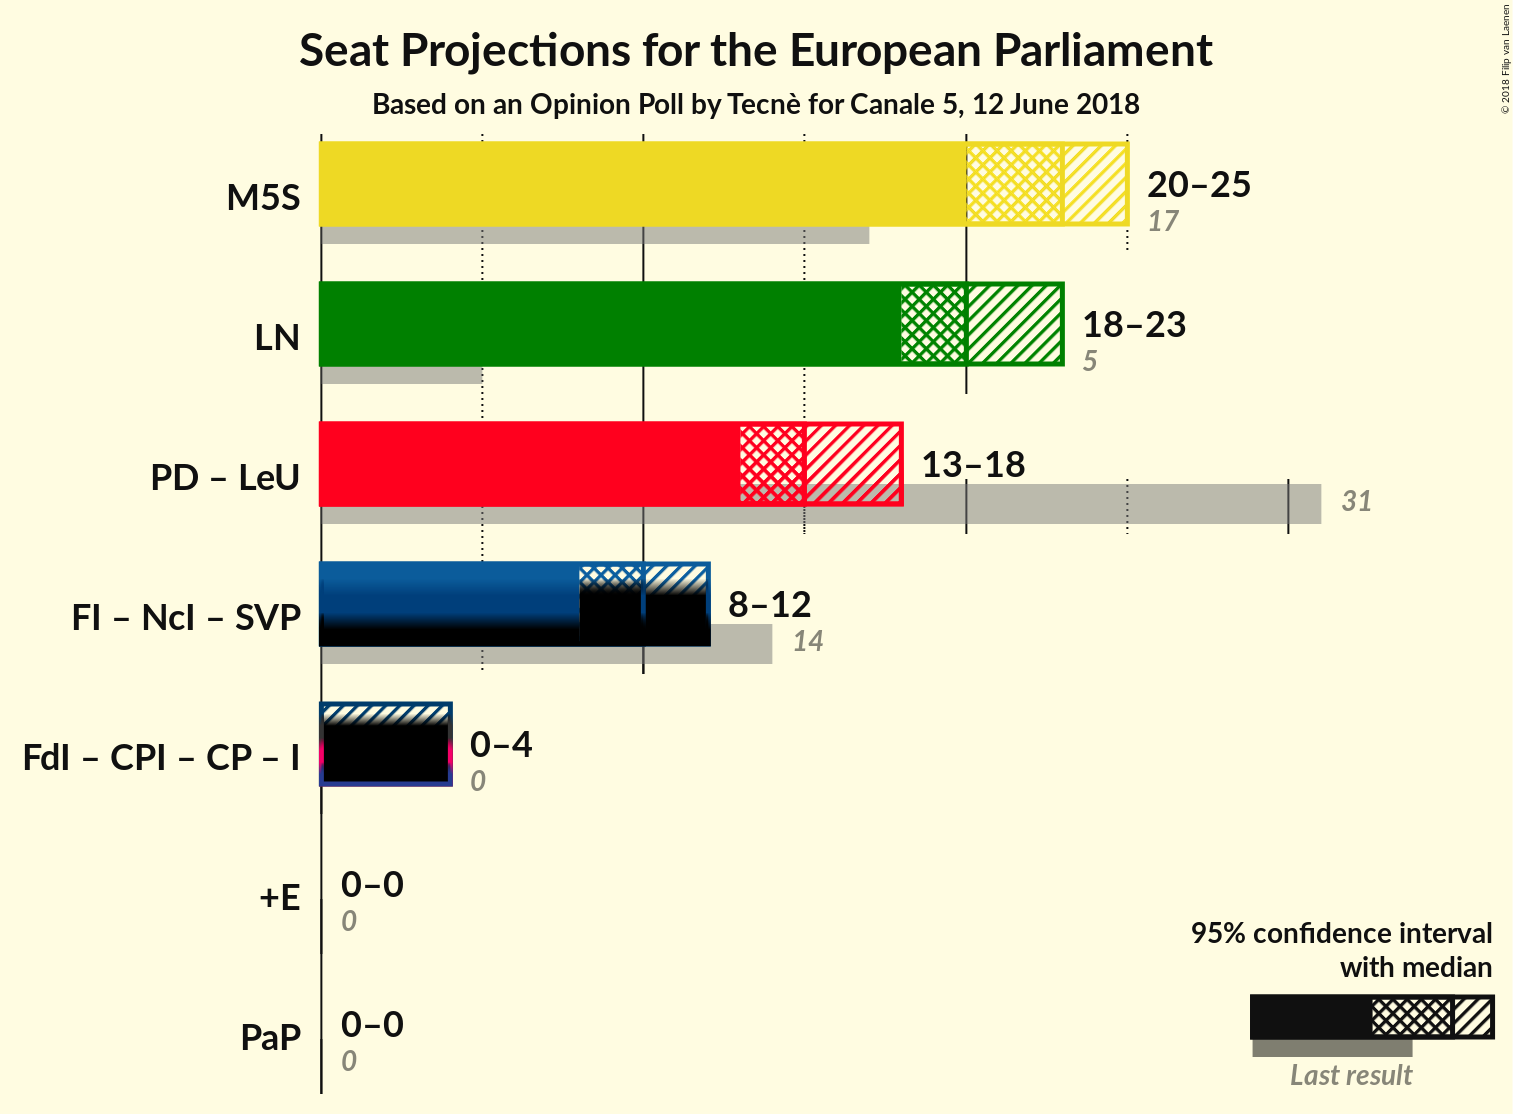 Seat Projections for the European Parliament
Based on an Opinion Poll by Tecnè for Canale 5, 12 June 2018
© 2018 Filip van Laenen
M5S
20–25
17
LN
18–23
5
PD – LeU
13–18
31
FI – NcI – SVP
8–12
14
FdI – CPI – CP – I
0–4
0
+E
0–0
0
PaP
0–0
0
95% confidence interval
with median
Last result